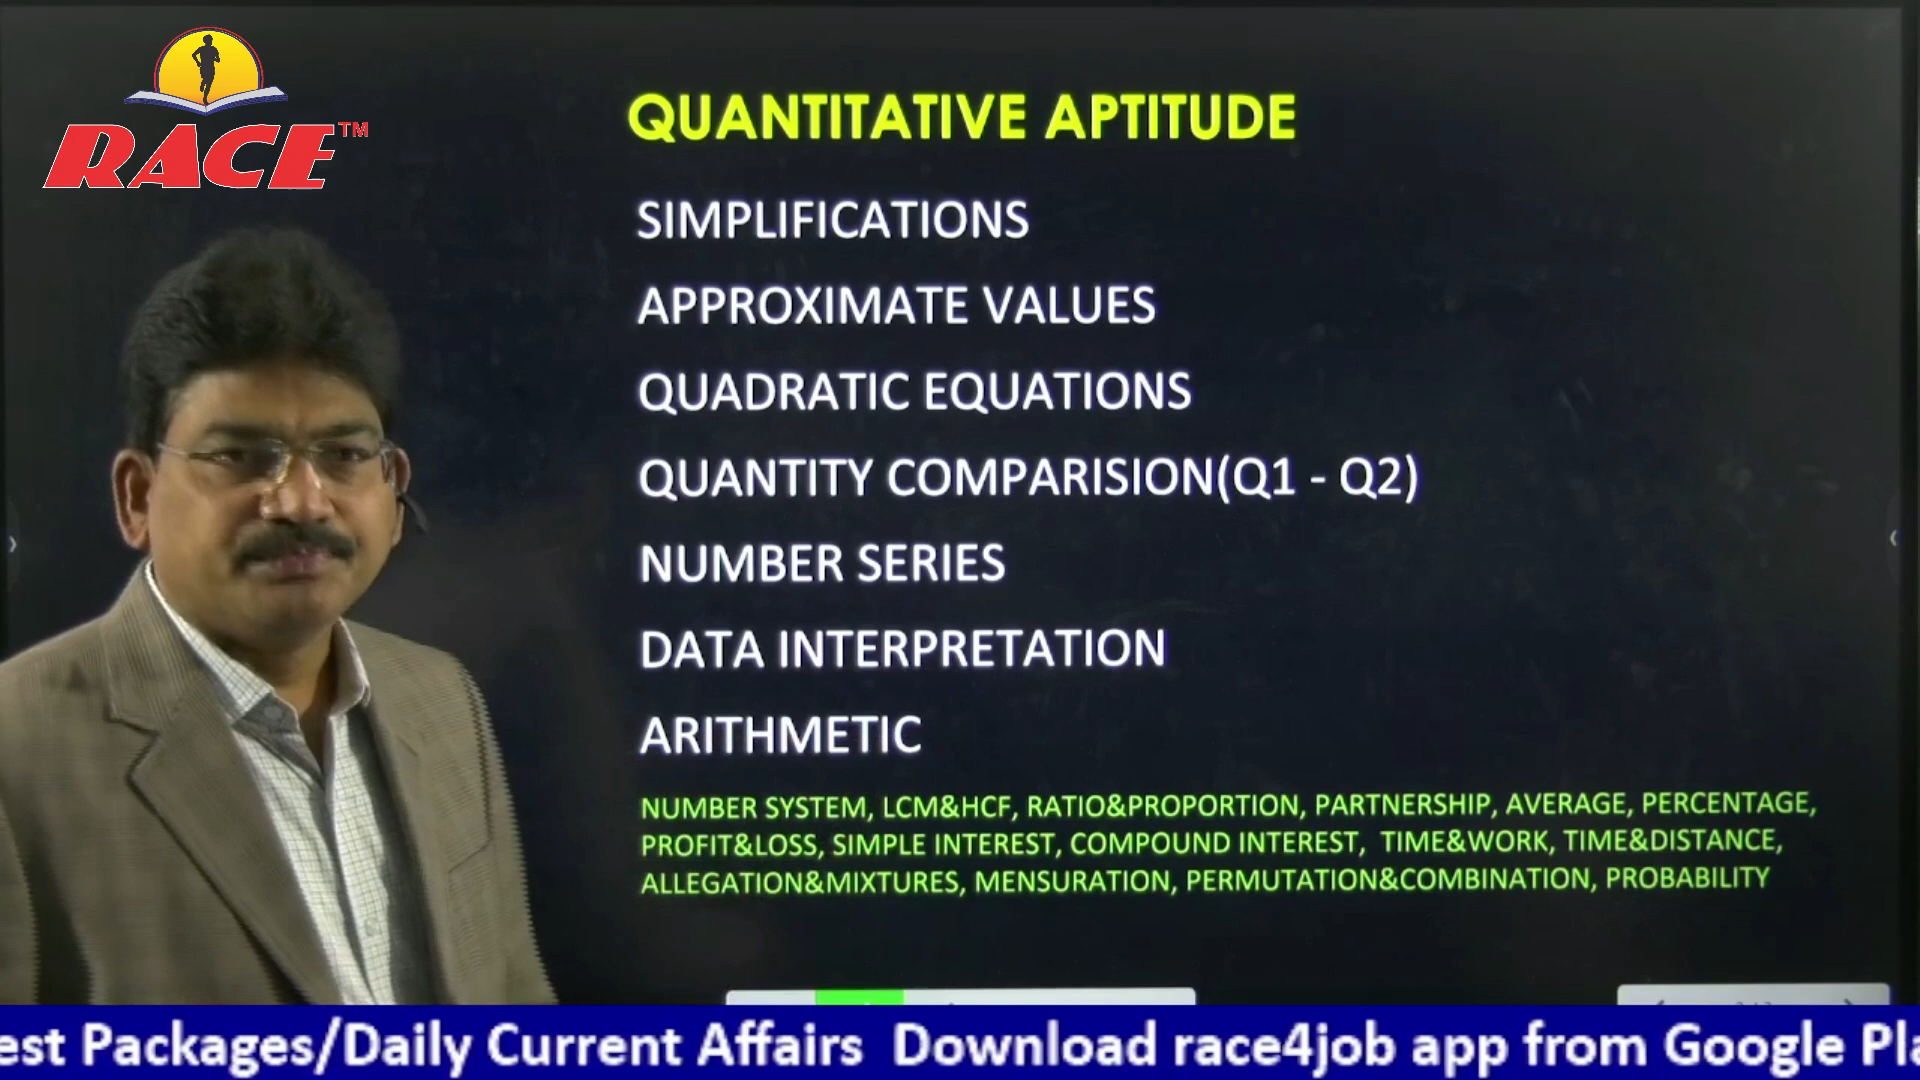 RACE™
QUANTITATIVE APTITUDE
SIMPLIFICATIONS
APPROXIMATE VALUES
QUADRATIC EQUATIONS
QUANTITY COMPARISION(Q1 - Q2)
NUMBER SERIES
DATA INTERPRETATION
ARITHMETIC
NUMBER SYSTEM, LCM&HCF, RATIO&PROPORTION, PARTNERSHIP, AVERAGE, PERCENTAGE,
PROFIT&LOSS, SIMPLE INTEREST, COMPOUND INTEREST, TIME&WORK, TIME&DISTANCE,
ALLEGATION&MIXTURES, MENSURATION, PERMUTATION&COMBINATION, PROBABILITY
est Packages/Daily Current Affairs Download race4job app from Google Pla